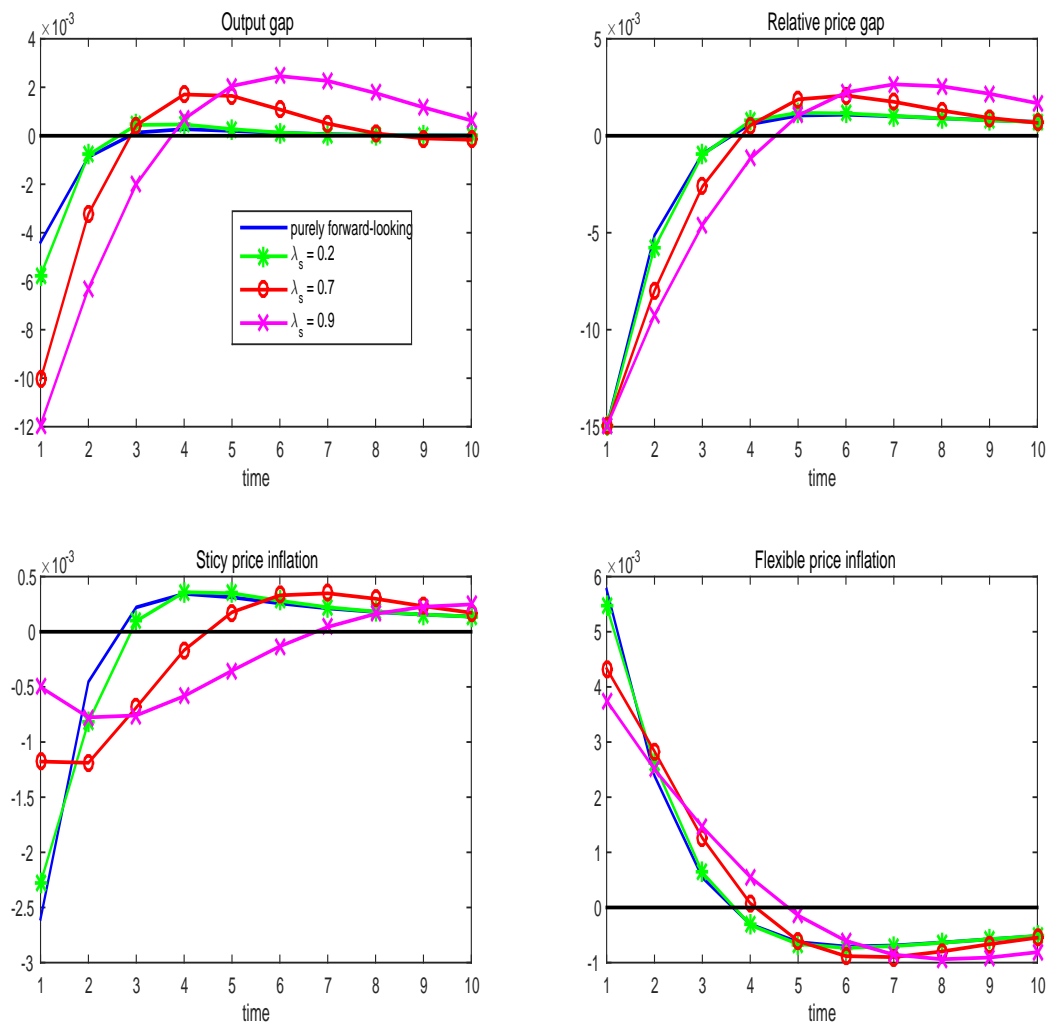 Output gap
×10-3
4
2
0
-2
-4
-6
-8
-10
-12
1 2 3 4 5 6 7 8 9 10
time
purely forward-looking
λs = 0.2
λs = 0.7
λs = 0.9
Relative price gap
×10-3
5
0
-5
-10
-15
1 2 3 4 5 6 7 8 9 10
time
Sticy price inflation
×10-3
0.5
0
-0.5
-1
-1.5
-2
-2.5
-3
1 2 3 4 5 6 7 8 9 10
time
Flexible price inflation
×10-3
6
5
4
3
2
1
0
-1
1 2 3 4 5 6 7 8 9 10
time